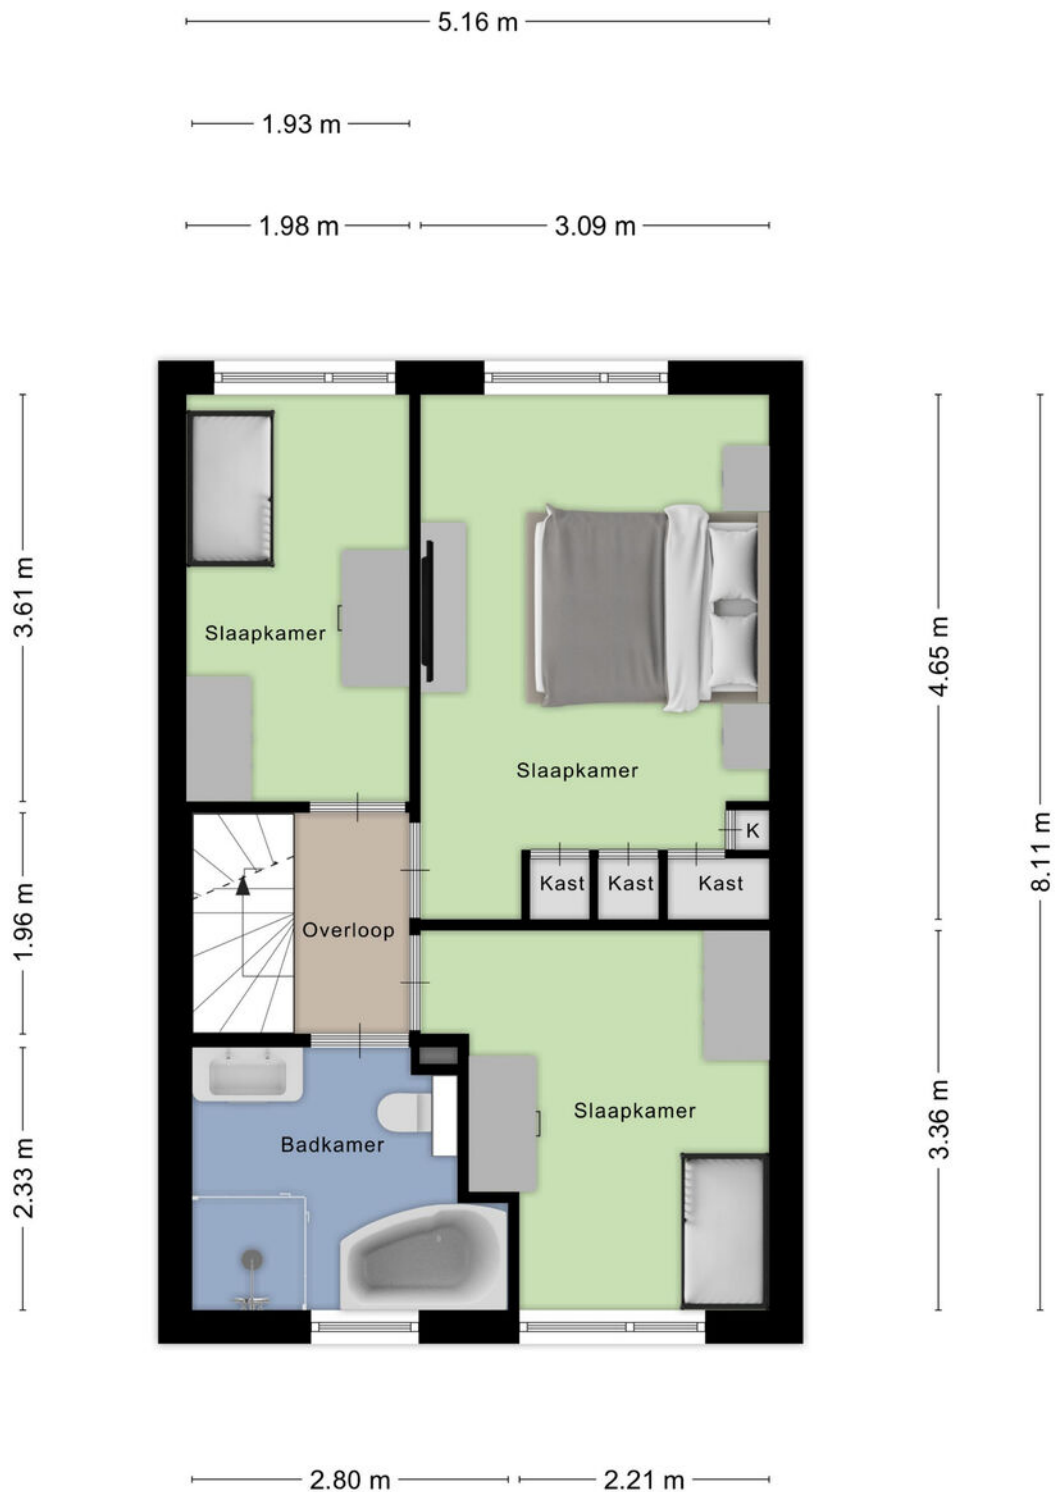 5.16 m
1.93 m
1.98 m
3.09 m
3.61 m
Slaapkamer
4.65 m
Slaapkamer
K
8.11 m
Kast
Kast
Kast
1.96 m
Overloop
Slaapkamer
3.36 m
Badkamer
2.33 m
2.80 m
2.21 m